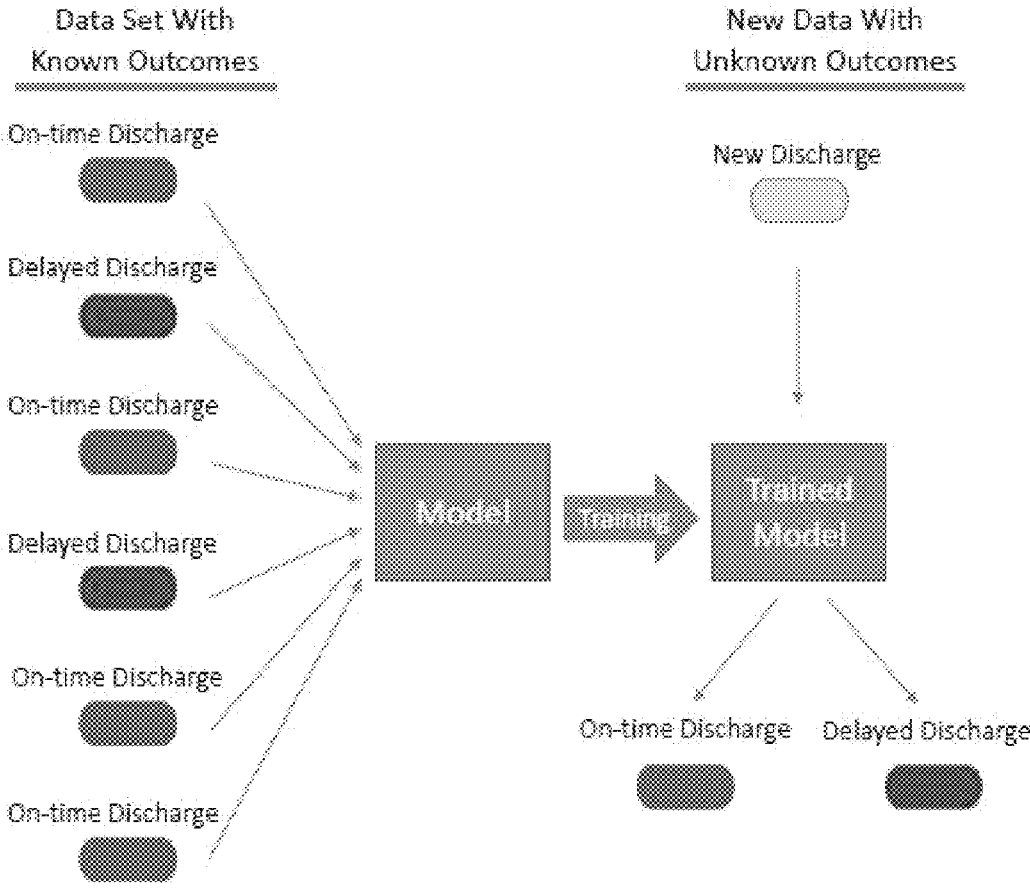 Data Set With
Known Outcomes
On-time Discharge
Delayed Discharge
On-time Discharge
Delayed Discharge
On-time Discharge
On-time Discharge
Model
Training
New Data With
Unknown Outcomes
New Discharge
Trained
Model
On-time Discharge
Delayed Discharge